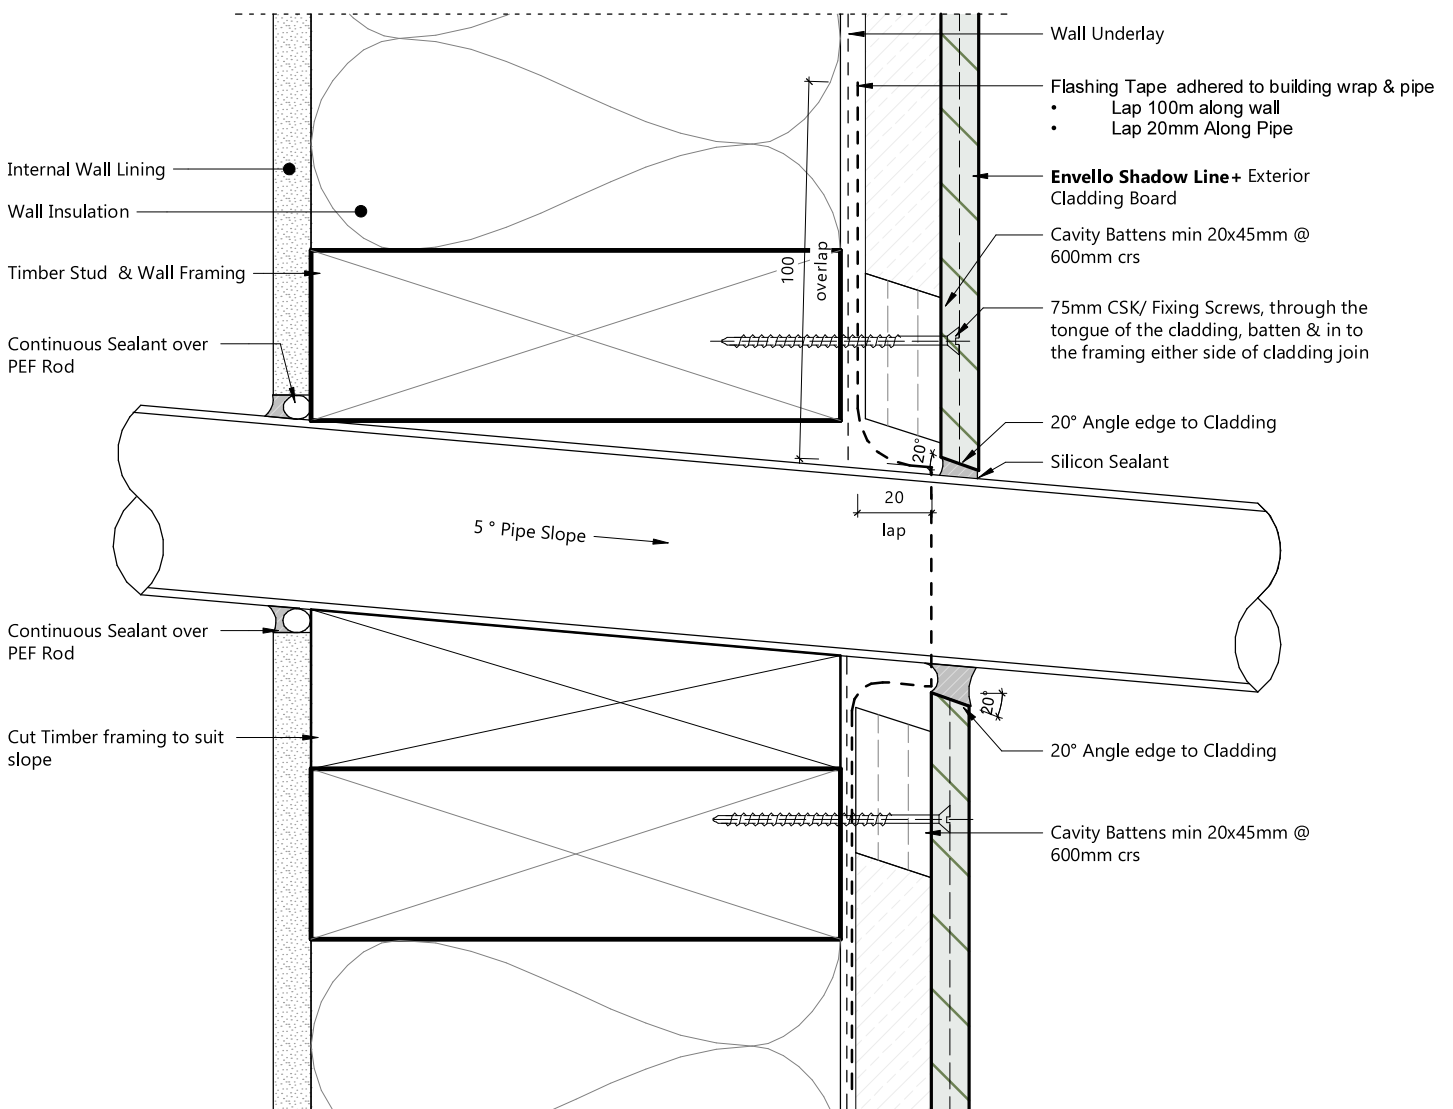 Wall Underlay
Flashing Tape adhered to building wrap & pipe
• Lap 100m along wall
• Lap 20mm Along Pipe
Envello Shadow Line+ Exterior
Cladding Board
Cavity Battens min 20x45mm @
600mm crs
75mm CSK/ Fixing Screws, through the
tongue of the cladding, batten & in to
the framing either side of cladding join
20° Angle edge to Cladding
Silicon Sealant
Internal Wall Lining
Wall Insulation
Timber Stud & Wall Framing
Continuous Sealant over
PEF Rod
100
overlap
20°
20
lap
5 ° Pipe Slope
Continuous Sealant over
PEF Rod
Cut Timber framing to suit
slope
20°
20° Angle edge to Cladding
Cavity Battens min 20x45mm @
600mm crs